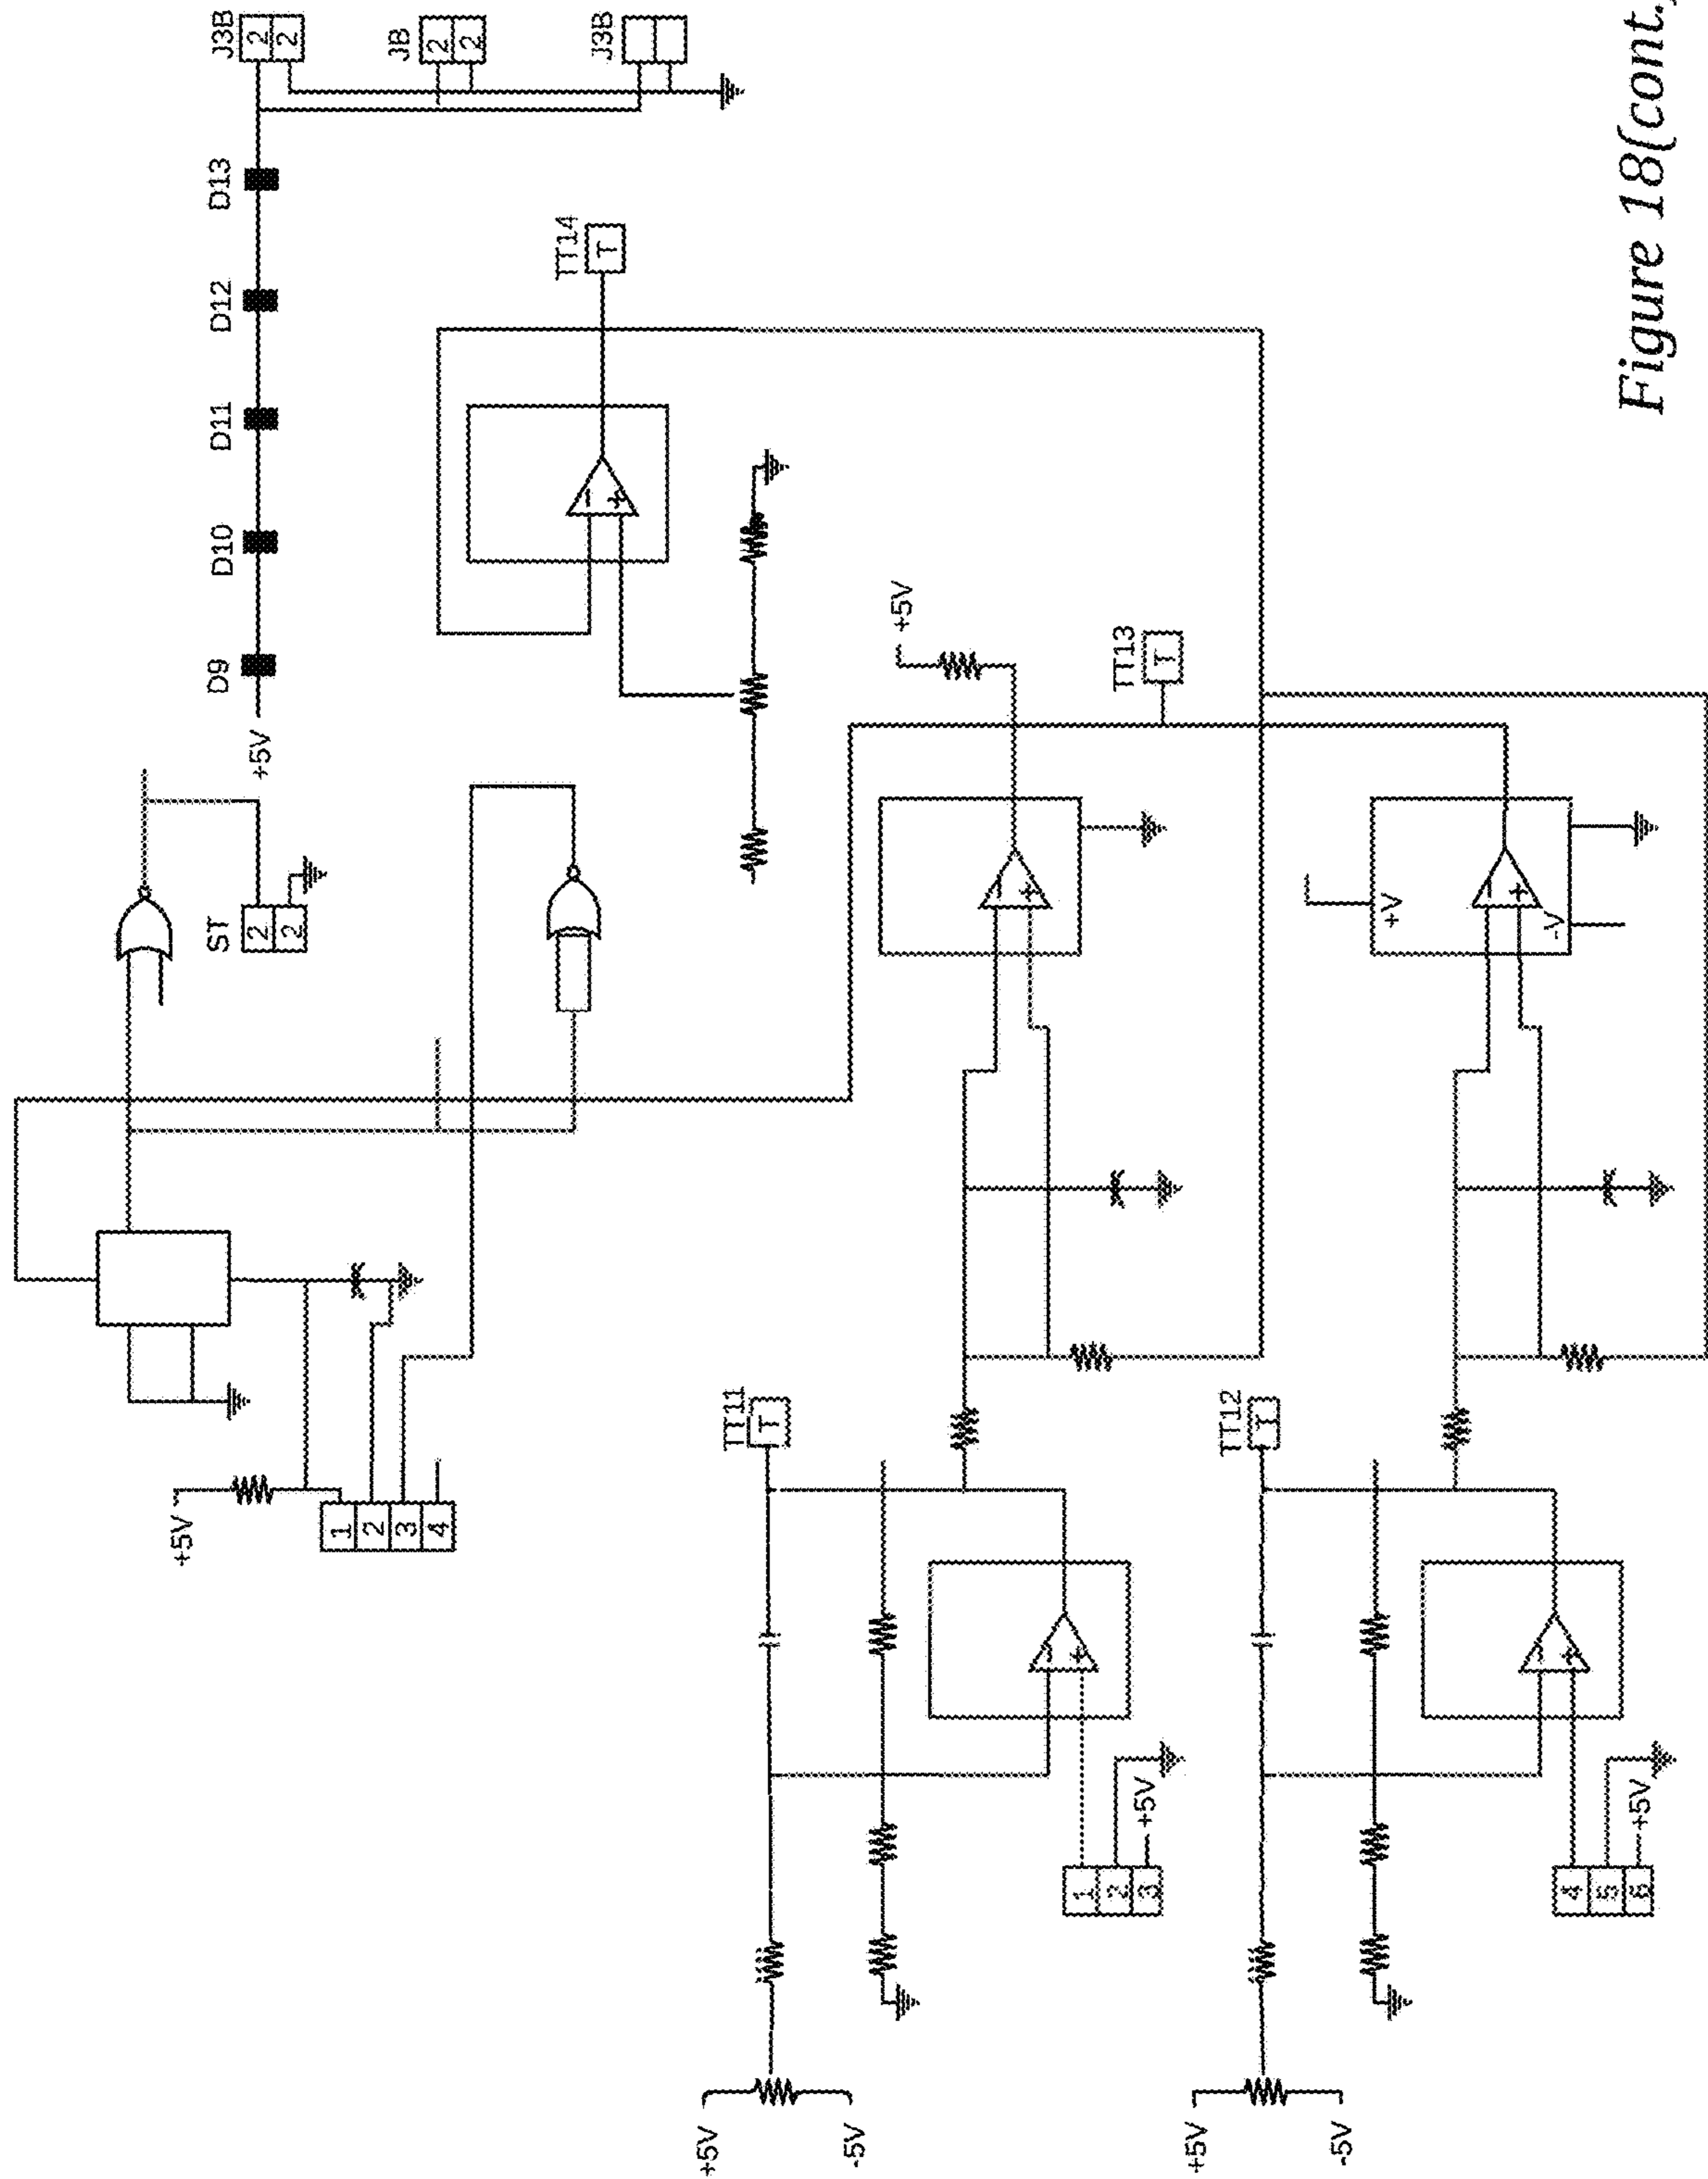 J3B
2
2
JB
2
2
J3B
D13
D12
D11
D10
D9
+5V
TT14
T
−
+
ST
2
2
+5V
1
2
3
4
+5V
TT13
T
−
+
+V
−
+
-V
TT11
T
TT12
T
−
+
1
2
3
+5V
−
+
4
5
6
+5V
+5V
-5V
+5V
-5V
Figure 18(cont.)